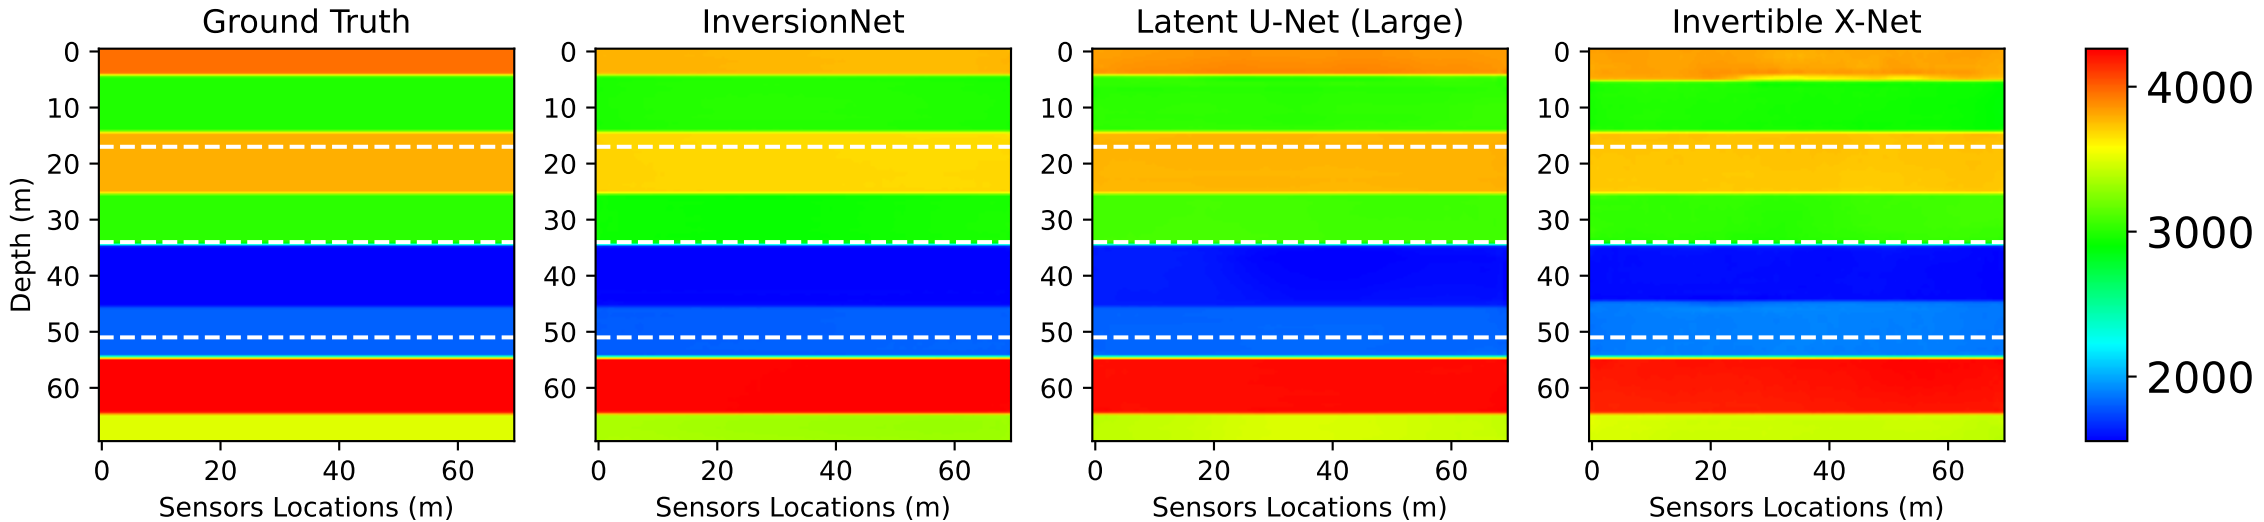 Ground Truth
InversionNet
Latent U-Net (Large)
Invertible X-Net
Depth (m)
0
10
20
30
40
50
60
0
10
20
30
40
50
60
0
10
20
30
40
50
60
0
10
20
30
40
50
60
0 20 40 60
0 20 40 60
0 20 40 60
0 20 40 60
Sensors Locations (m)
Sensors Locations (m)
Sensors Locations (m)
Sensors Locations (m)
4000
3000
2000